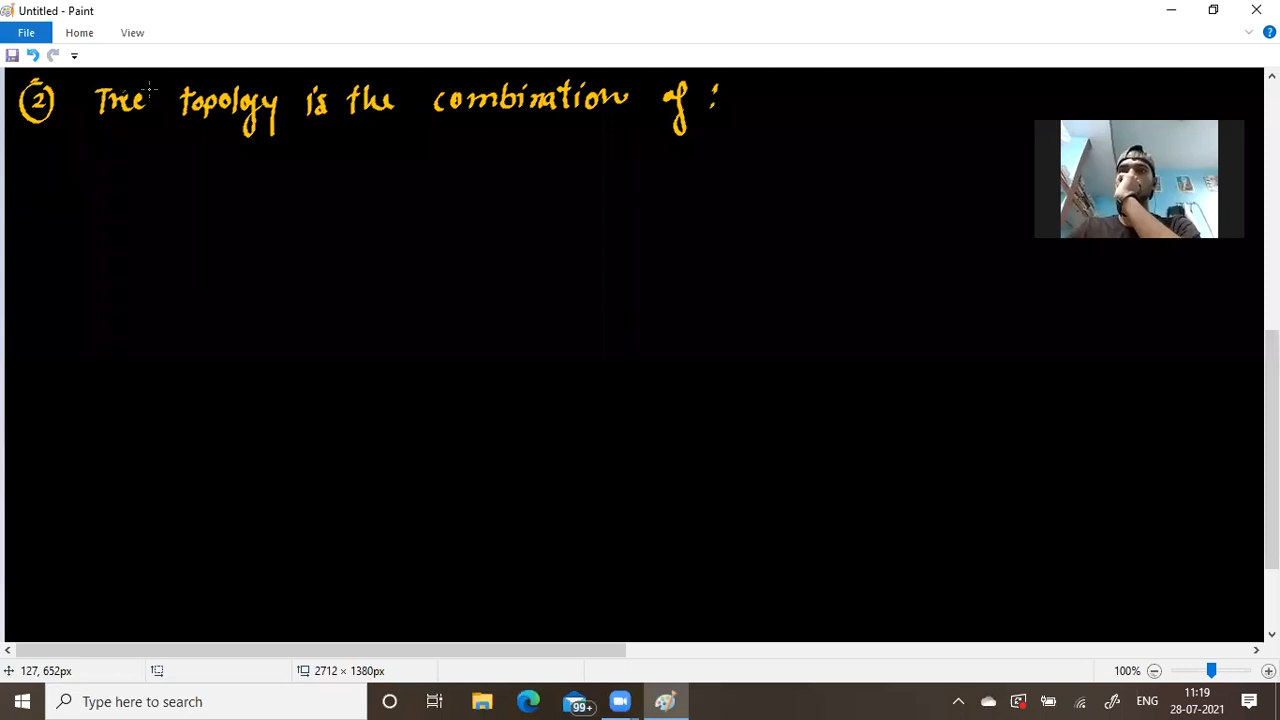 Untitled - Paint
File Home View
② Tree topology is the combination of :
127, 652px 2712 × 1380px 100%
Type here to search 99+ ENG 11:19
28-07-2021